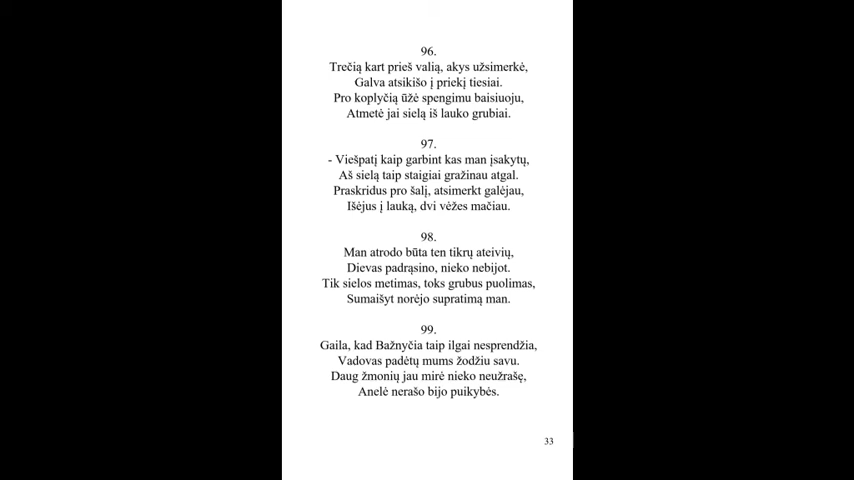 96.
Trečią kart prieš valią, akys užsimerkė,
Galva atsikišo į priekį tiesiai.
Pro koplyčią ūžė spengimu baisiuoju,
Atmetė jai sielą iš lauko grubiai.
97.
- Viešpatį kaip garbint kas man įsakytų,
Aš sielą taip staigiai gražinau atgal.
Praskridus pro šalį, atsimerkt galėjau,
Išėjus į lauką, dvi vėžes mačiau.
98.
Man atrodo būta ten tikrų ateivių,
Dievas padrąsino, nieko nebijot.
Tik sielos metimas, toks grubus puolimas,
Sumaišyt norėjo supratimą man.
99.
Gaila, kad Bažnyčia taip ilgai nesprendžia,
Vadovas padėtų mums žodžiu savu.
Daug žmonių jau mirė nieko neužrašę,
Anelė nerašo bijo puikybės.
33